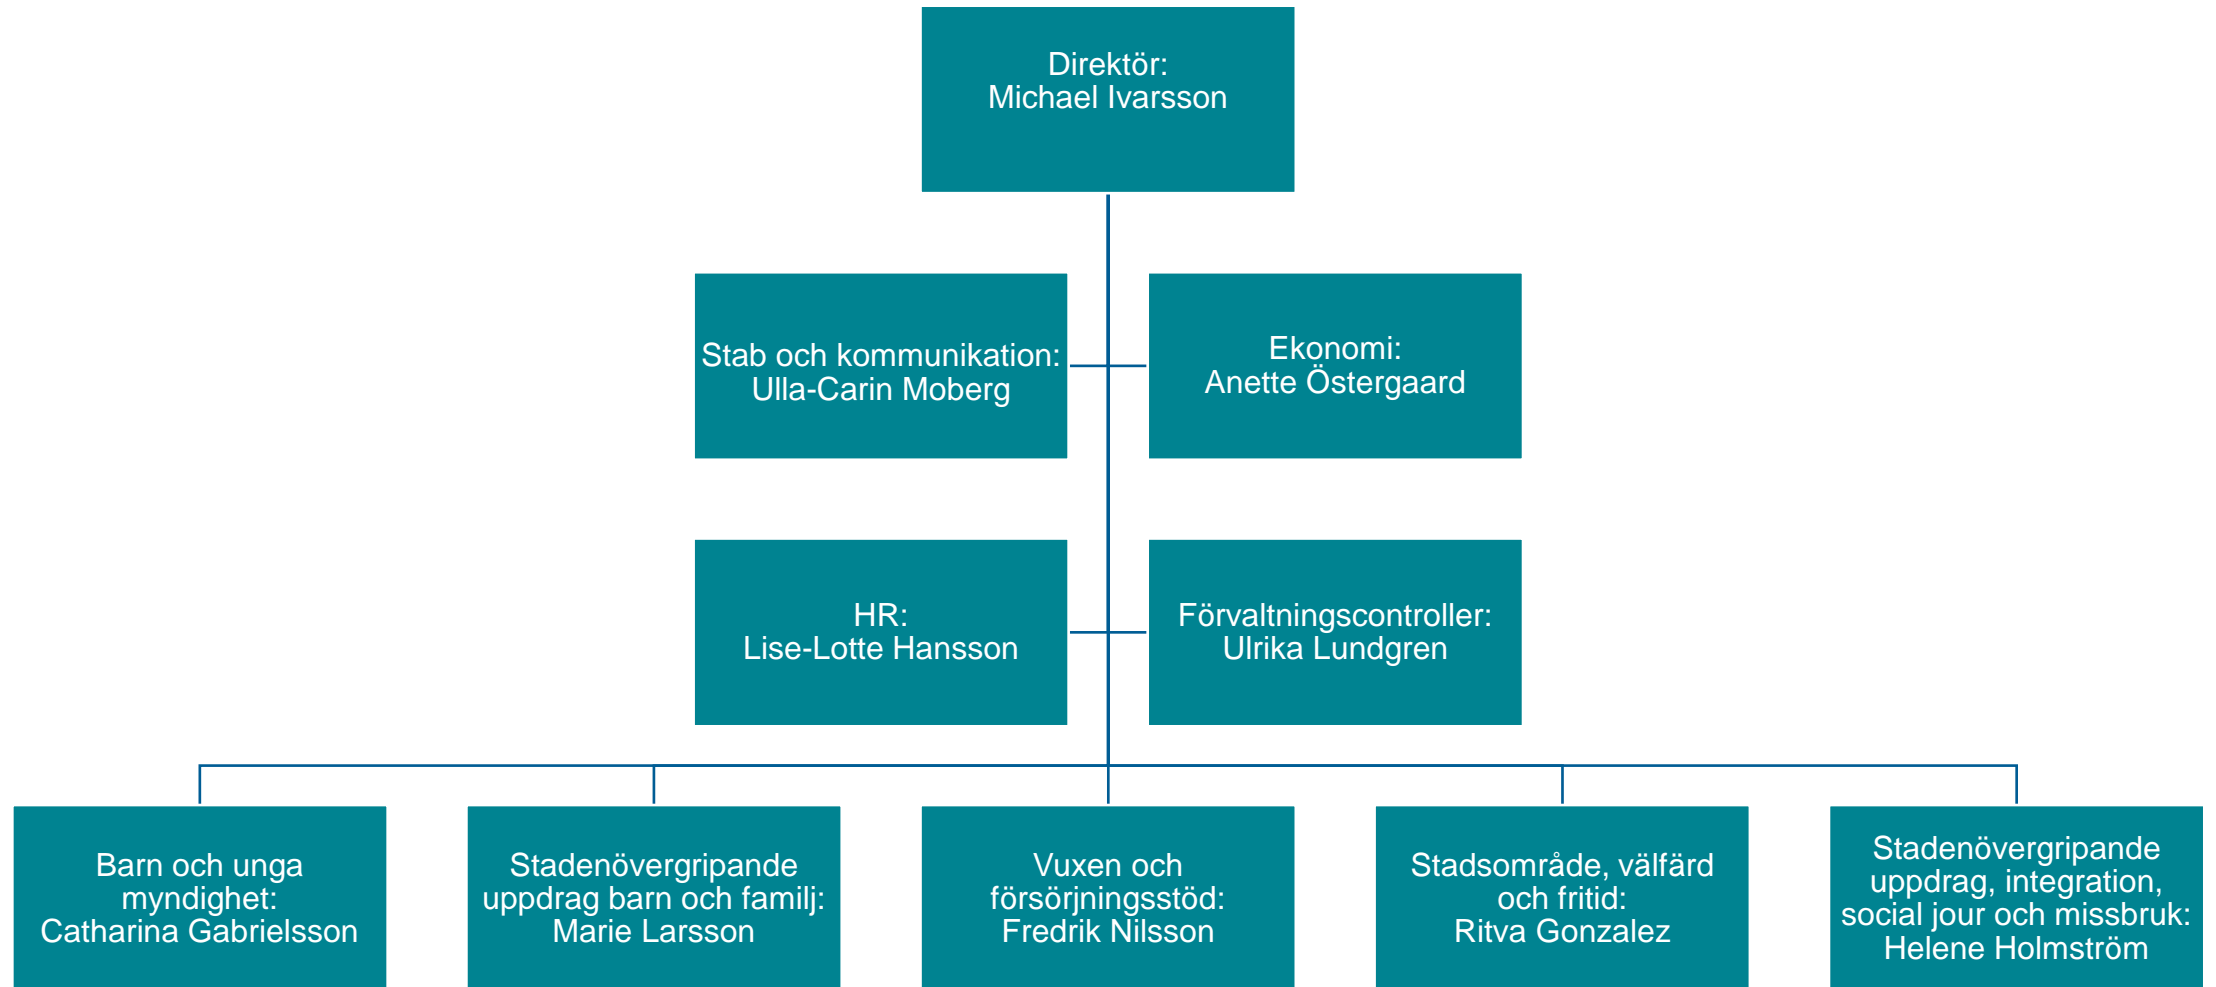 Direktör:
Michael Ivarsson
Stab och kommunikation:
Ulla-Carin Moberg
Ekonomi:
Anette Östergaard
HR:
Lise-Lotte Hansson
Förvaltningscontroller:
Ulrika Lundgren
Barn och unga
myndighet:
Catharina Gabrielsson
Stadenövergripande
uppdrag barn och familj:
Marie Larsson
Vuxen och
försörjningsstöd:
Fredrik Nilsson
Stadsområde, välfärd
och fritid:
Ritva Gonzalez
Stadenövergripande
uppdrag, integration,
social jour och missbruk:
Helene Holmström